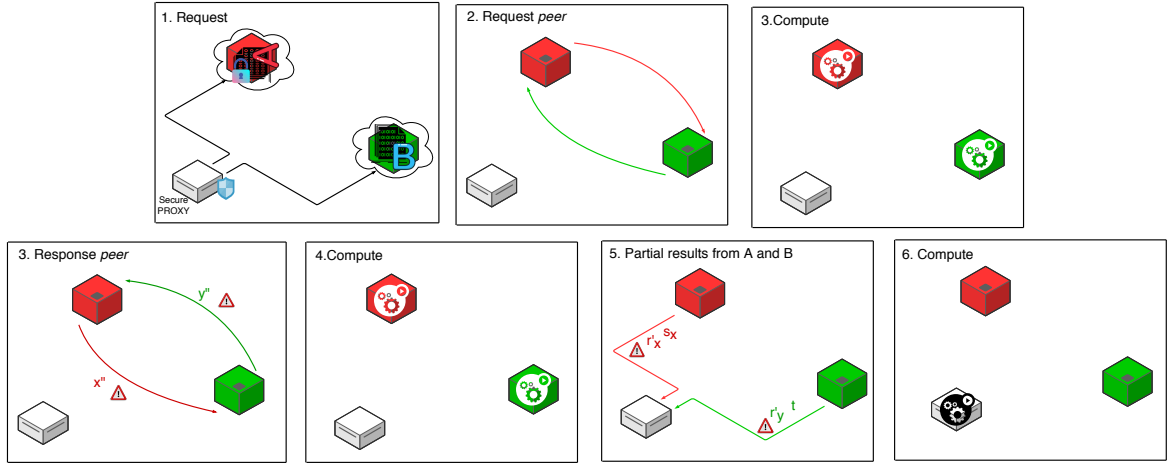 1. Request
A
B
Secure
PROXY
2. Request peer
3.Compute
3. Response peer
y"
x"
4.Compute
5. Partial results from A and B
r'x sx
r'y t
6. Compute